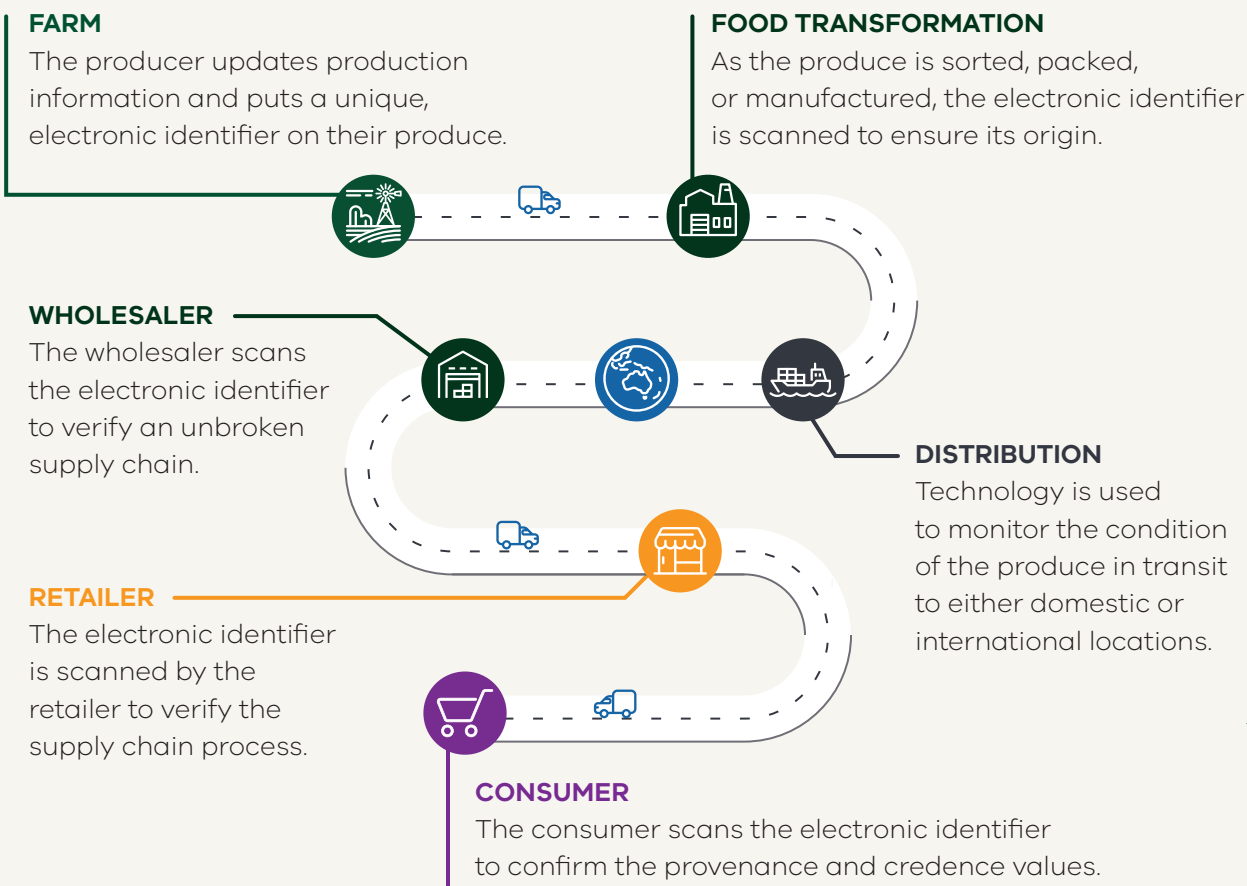 FARM
The producer updates production
information and puts a unique,
electronic identifier on their produce.
FOOD TRANSFORMATION
As the produce is sorted, packed,
or manufactured, the electronic identifier
is scanned to ensure its origin.
WHOLESALER
The wholesaler scans
the electronic identifier
to verify an unbroken
supply chain.
DISTRIBUTION
Technology is used
to monitor the condition
of the produce in transit
to either domestic or
international locations.
RETAILER
The electronic identifier
is scanned by the
retailer to verify the
supply chain process.
CONSUMER
The consumer scans the electronic identifier
to confirm the provenance and credence values.